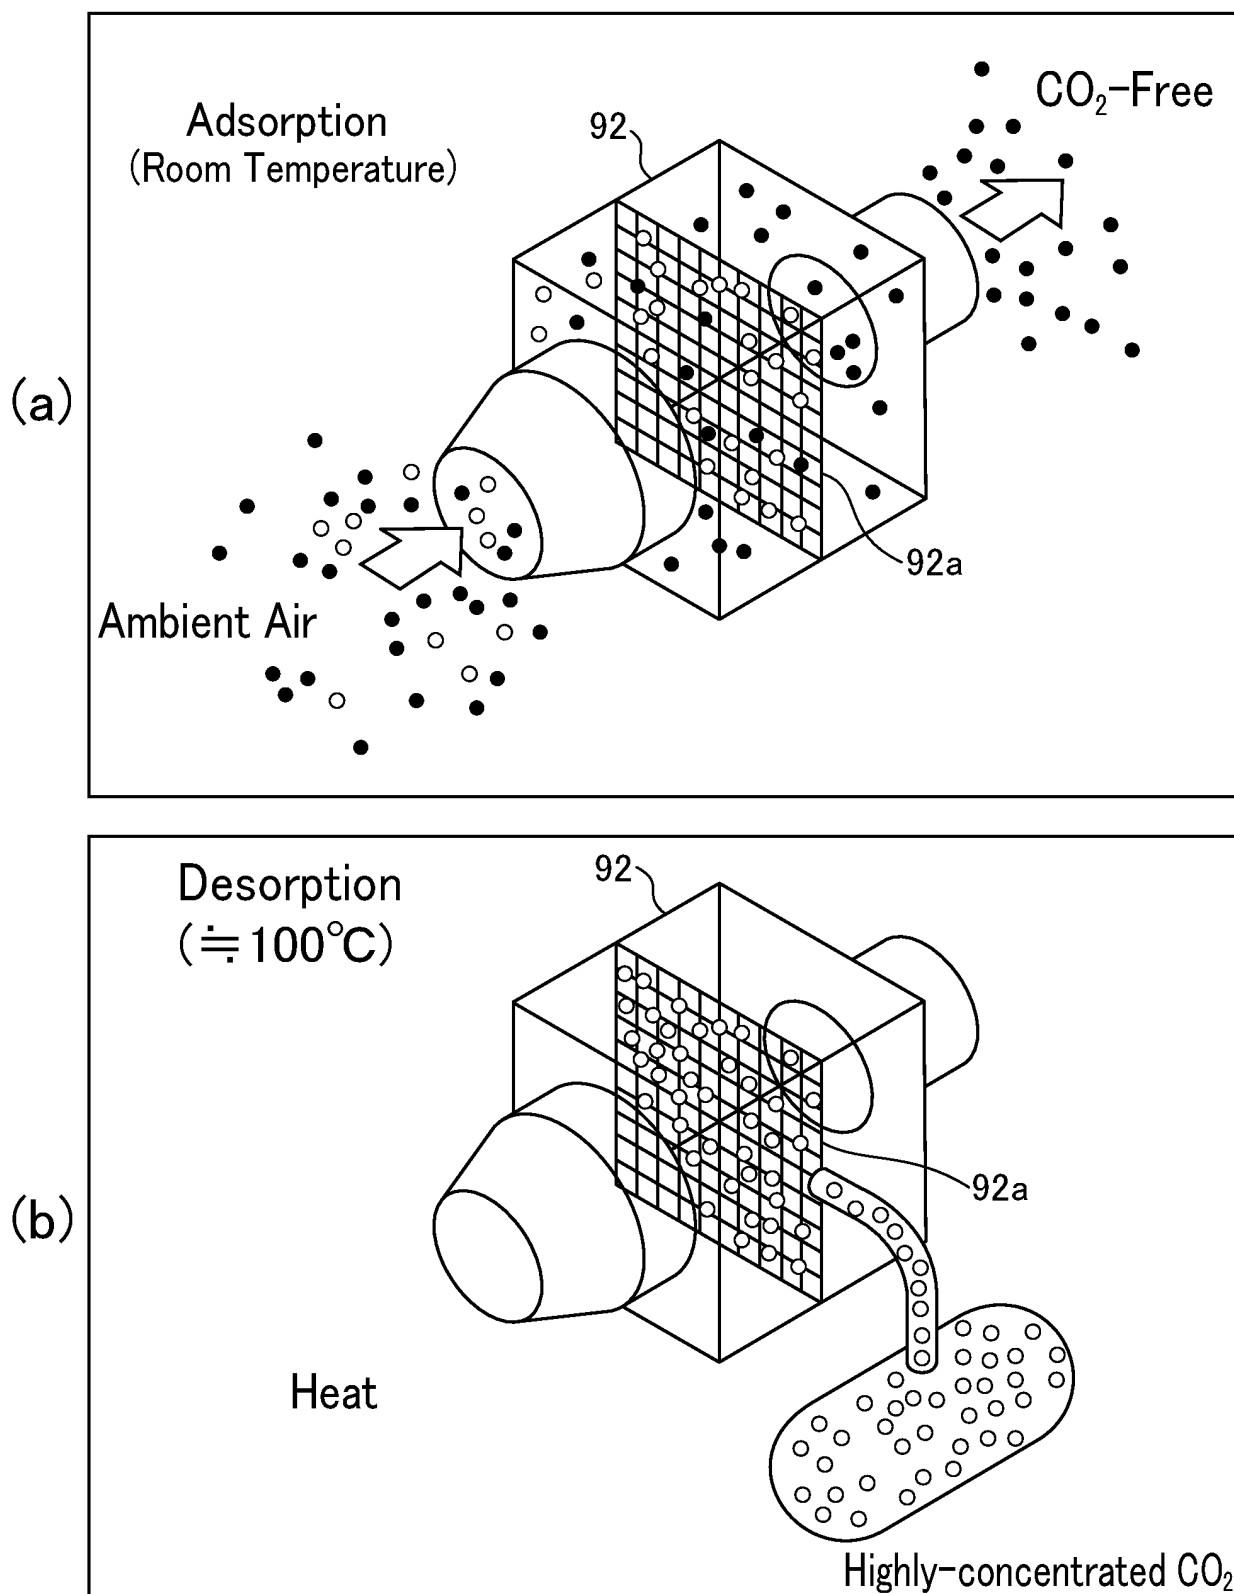 (a)
Adsorption
(Room Temperature)
92
CO₂-Free
92a
Ambient Air
(b)
Desorption
(≒100℃)
92
92a
Heat
Highly-concentrated CO₂